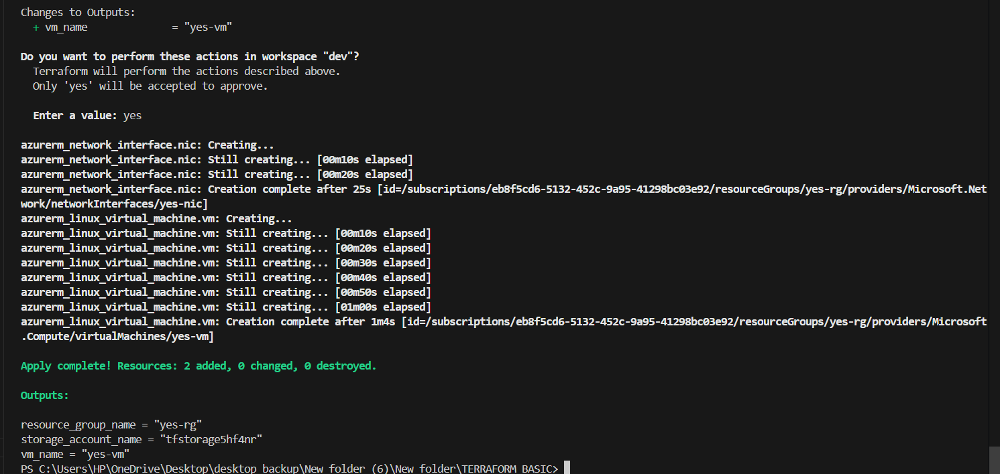 Changes to Outputs:
+ vm_name = "yes-vm"
Do you want to perform these actions in workspace "dev"?
Terraform will perform the actions described above.
Only 'yes' will be accepted to approve.
Enter a value: yes
azurerm_network_interface.nic: Creating...
azurerm_network_interface.nic: Still creating... [00m10s elapsed]
azurerm_network_interface.nic: Still creating... [00m20s elapsed]
azurerm_network_interface.nic: Creation complete after 25s [id=/subscriptions/eb8f5cd6-5132-452c-9a95-41298bc03e92/resourceGroups/yes-rg/providers/Microsoft.Net
work/networkInterfaces/yes-nic]
azurerm_linux_virtual_machine.vm: Creating...
azurerm_linux_virtual_machine.vm: Still creating... [00m10s elapsed]
azurerm_linux_virtual_machine.vm: Still creating... [00m20s elapsed]
azurerm_linux_virtual_machine.vm: Still creating... [00m30s elapsed]
azurerm_linux_virtual_machine.vm: Still creating... [00m40s elapsed]
azurerm_linux_virtual_machine.vm: Still creating... [00m50s elapsed]
azurerm_linux_virtual_machine.vm: Still creating... [01m00s elapsed]
azurerm_linux_virtual_machine.vm: Creation complete after 1m4s [id=/subscriptions/eb8f5cd6-5132-452c-9a95-41298bc03e92/resourceGroups/yes-rg/providers/Microsoft
.Compute/virtualMachines/yes-vm]
Apply complete! Resources: 2 added, 0 changed, 0 destroyed.
Outputs:
resource_group_name = "yes-rg"
storage_account_name = "tfstorage5hf4nr"
vm_name = "yes-vm"
PS C:\Users\HP\OneDrive\Desktop\desktop backup\New folder (6)\New folder\TERRAFORM BASIC>